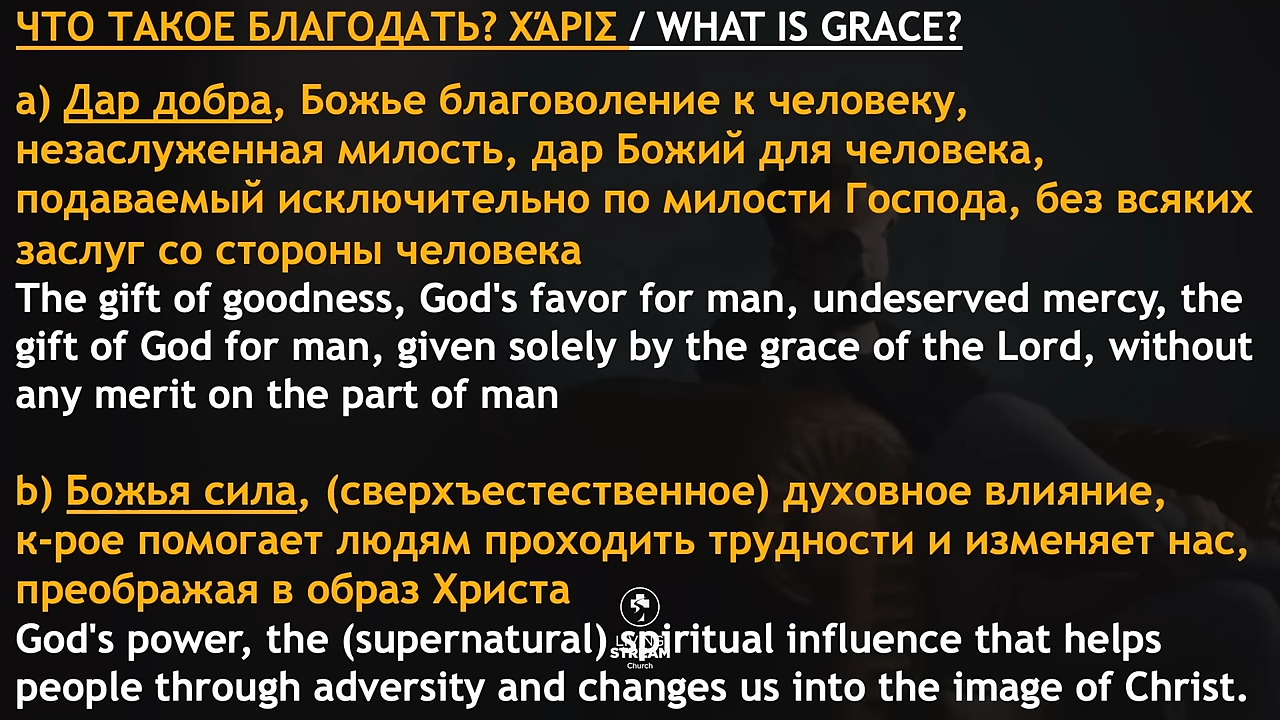 ЧТО ТАКОЕ БЛАГОДАТЬ? ΧΆΡΙΣ / WHAT IS GRACE?
a) Дар добра, Божье благоволение к человеку,
незаслуженная милость, дар Божий для человека,
подаваемый исключительно по милости Господа, без всяких
заслуг со стороны человека
The gift of goodness, God's favor for man, undeserved mercy, the
gift of God for man, given solely by the grace of the Lord, without
any merit on the part of man
b) Божья сила, (сверхъестественное) духовное влияние,
к-рое помогает людям проходить трудности и изменяет нас,
преображая в образ Христа
God's power, the (supernatural) spiritual influence that helps
people through adversity and changes us into the image of Christ.
LIVING
STREAM
Church